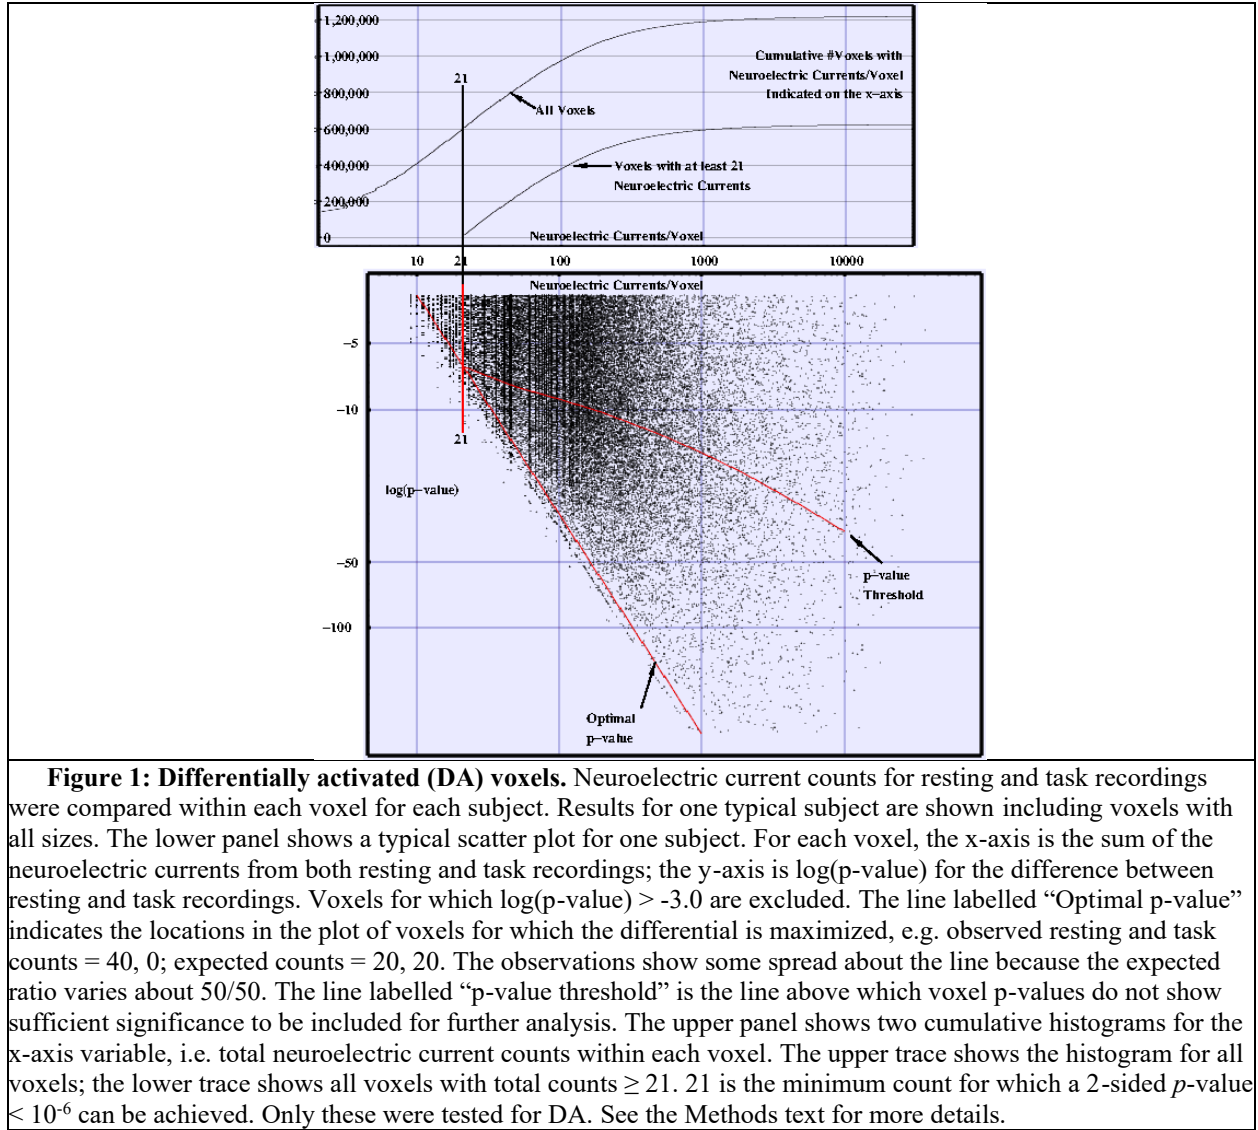 1,200,000
1,000,000
800,000
600,000
400,000
200,000
0
21
All Voxels
Cumulative #Voxels with
Neuroelectric Currents/Voxel
Indicated on the x-axis
Voxels with at least 21
Neuroelectric Currents
Neuroelectric Currents/Voxel
10 21 100 1000 10000
Neuroelectric Currents/Voxel
-5
-10
21
log(p-value)
-50
p-value
Threshold
-100
Optimal
p-value
Figure 1: Differentially activated (DA) voxels. Neuroelectric current counts for resting and task recordings
were compared within each voxel for each subject. Results for one typical subject are shown including voxels with
all sizes. The lower panel shows a typical scatter plot for one subject. For each voxel, the x-axis is the sum of the
neuroelectric currents from both resting and task recordings; the y-axis is log(p-value) for the difference between
resting and task recordings. Voxels for which log(p-value) > -3.0 are excluded. The line labelled “Optimal p-value”
indicates the locations in the plot of voxels for which the differential is maximized, e.g. observed resting and task
counts = 40, 0; expected counts = 20, 20. The observations show some spread about the line because the expected
ratio varies about 50/50. The line labelled “p-value threshold” is the line above which voxel p-values do not show
sufficient significance to be included for further analysis. The upper panel shows two cumulative histograms for the
x-axis variable, i.e. total neuroelectric current counts within each voxel. The upper trace shows the histogram for all
voxels; the lower trace shows all voxels with total counts ≥ 21. 21 is the minimum count for which a 2-sided p-value
< 10⁻⁶ can be achieved. Only these were tested for DA. See the Methods text for more details.